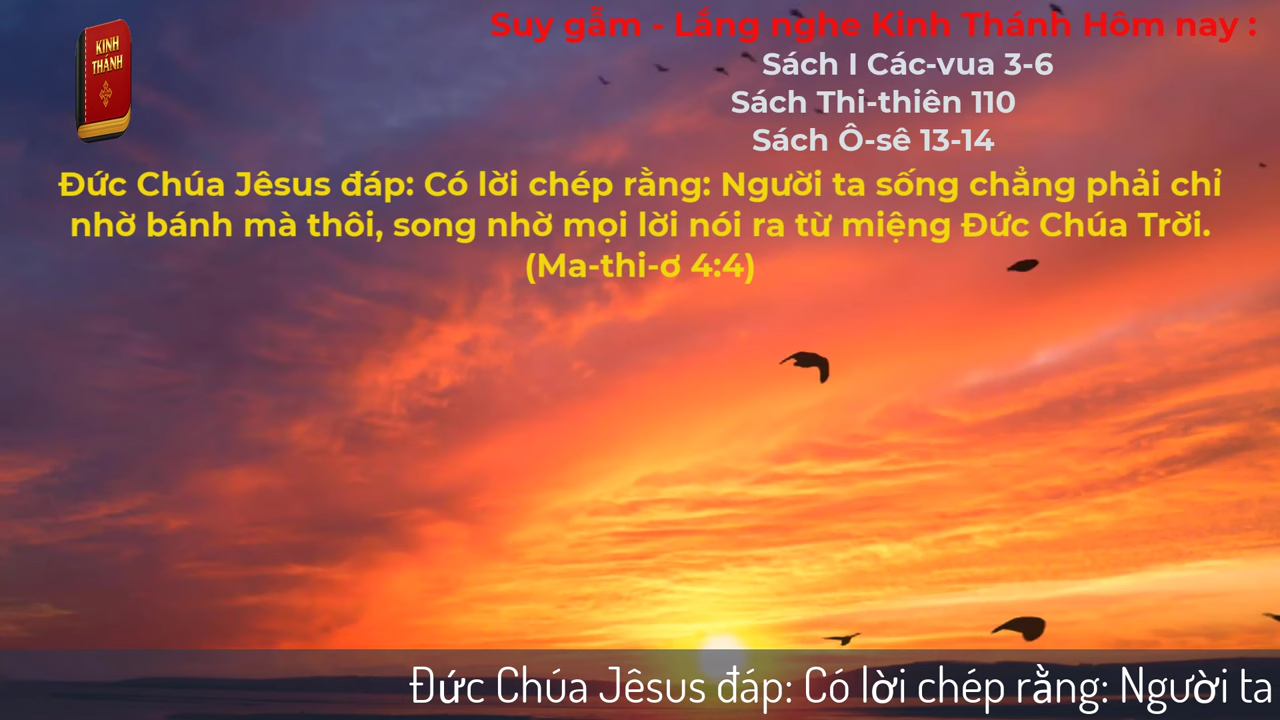 KINH
THÁNH
Suy gẫm - Lắng nghe Kinh Thánh Hôm nay :
Sách I Các-vua 3-6
Sách Thi-thiên 110
Sách Ô-sê 13-14
Đức Chúa Jêsus đáp: Có lời chép rằng: Người ta sống chẳng phải chỉ
nhờ bánh mà thôi, song nhờ mọi lời nói ra từ miệng Đức Chúa Trời.
(Ma-thi-ơ 4:4)
Đức Chúa Jêsus đáp: Có lời chép rằng: Người ta